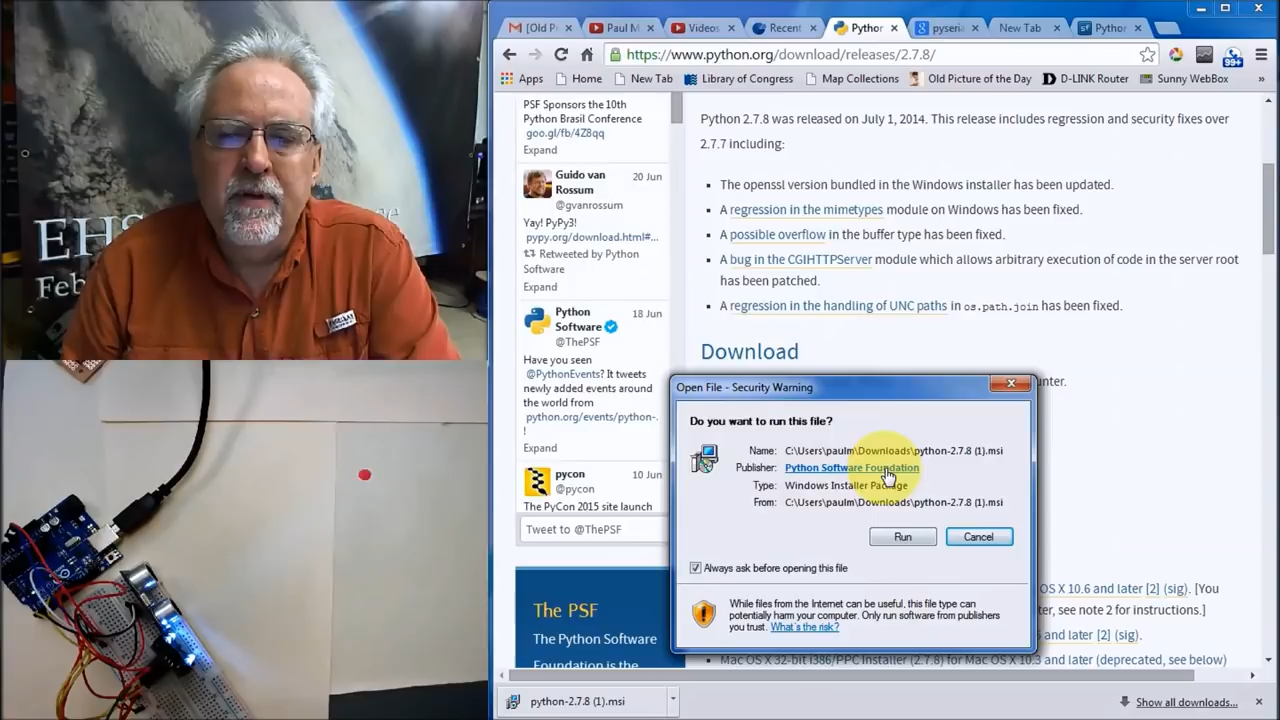 EHS
Feb
[Old Pi
Paul M
Videos
Recent
Python
pyseria
New Tab
Python
https://www.python.org/download/releases/2.7.8/
99+
Apps
Home
New Tab
Library of Congress
Map Collections
Old Picture of the Day
D-LINK Router
Sunny WebBox
»
PSF Sponsors the 10th
Python Brasil Conference
goo.gl/fb/4Z8qq
Expand
Guido van
Rossum
20 Jun
@gvanrossum
Yay! PyPy3!
pypy.org/download.html#...
Retweeted by Python
Software
Expand
Python
Software
18 Jun
@ThePSF
Have you seen
@PythonEvents? It tweets
newly added events around
the world from
python.org/events/python-.
!
Expand
pycon
10 Jun
@pycon
The PyCon 2015 site launch
Tweet to @ThePSF
The PSF
The Python Software
Foundation is the
Python 2.7.8 was released on July 1, 2014. This release includes regression and security fixes over
2.7.7 including:
The openssl version bundled in the Windows installer has been updated.
A regression in the mimetypes module on Windows has been fixed.
A possible overflow in the buffer type has been fixed.
A bug in the CGIHTTPServer module which allows arbitrary execution of code in the server root
has been patched.
A regression in the handling of UNC paths in os.path.join has been fixed.
Download
unter.
Open File - Security Warning
Do you want to run this file?
Name: C:\Users\paulm\Downloads\python-2.7.8 (1).msi
Publisher: Python Software Foundation
Type: Windows Installer Package
From: C:\Users\paulm\Downloads\python-2.7.8 (1).msi
Run
Cancel
Always ask before opening this file
While files from the Internet can be useful, this file type can
potentially harm your computer. Only run software from publishers
you trust. What's the risk?
OS X 10.6 and later [2] (sig). [You
ter, see note 2 for instructions.]
and later [2] (sig).
Mac OS X 32-bit i386/PPC Installer (2.7.8) for Mac OS X 10.3 and later (deprecated, see below)
python-2.7.8 (1).msi
Show all downloads...